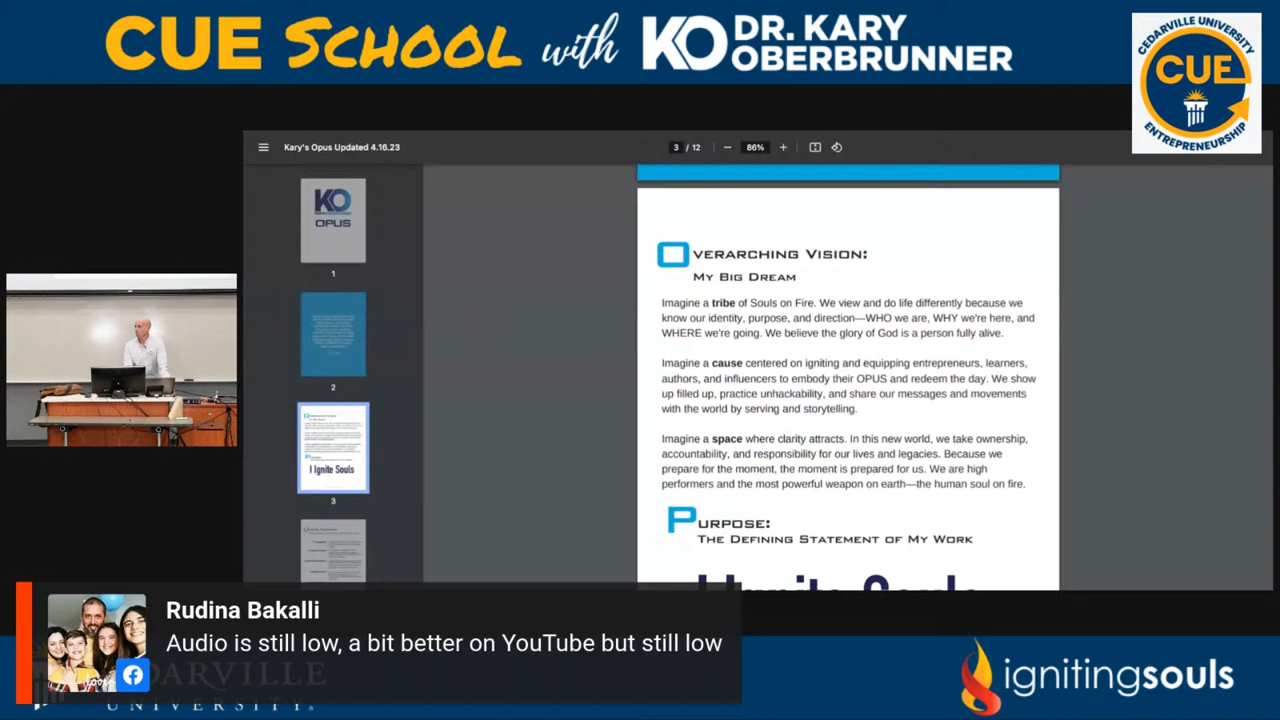 CUE SCHOOL with KO DR. KARY OBERBRUNNER
CEDARVILLE UNIVERSITY
CUE
ENTREPRENEURSHIP
Kary's Opus Updated 4.16.23
3 / 12
86%
KO
OPUS
1
2
I Ignite Souls
3
OVERARCHING VISION:
MY BIG DREAM
Imagine a tribe of Souls on Fire. We view and do life differently because we
know our identity, purpose, and direction—WHO we are, WHY we're here, and
WHERE we're going. We believe the glory of God is a person fully alive.
Imagine a cause centered on igniting and equipping entrepreneurs, learners,
authors, and influencers to embody their OPUS and redeem the day. We show
up filled up, practice unhackability, and share our messages and movements
with the world by serving and storytelling.
Imagine a space where clarity attracts. In this new world, we take ownership,
accountability, and responsibility for our lives and legacies. Because we
prepare for the moment, the moment is prepared for us. We are high
performers and the most powerful weapon on earth—the human soul on fire.
PURPOSE:
THE DEFINING STATEMENT OF MY WORK
I Ignite Souls
Rudina Bakalli
Audio is still low, a bit better on YouTube but still low
UNIVERSITY.
ignitingsouls